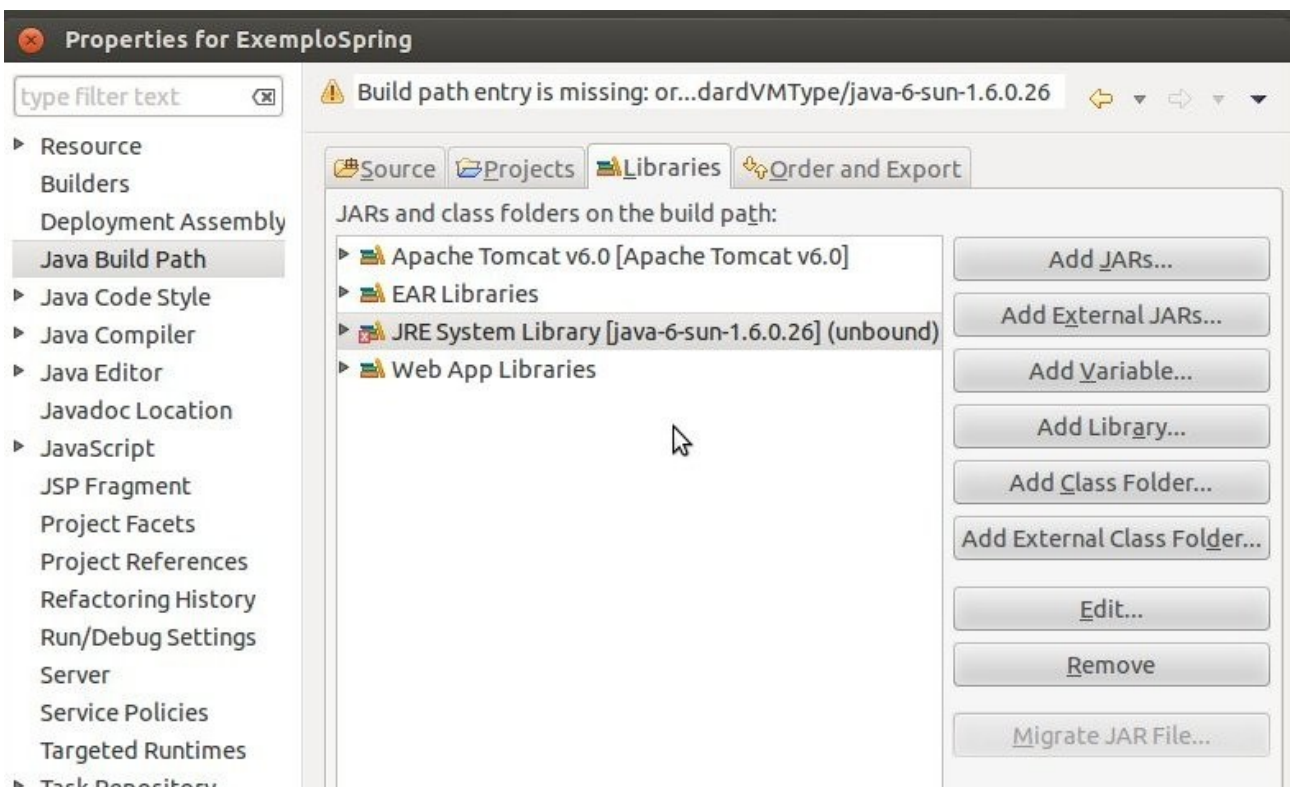 Properties for ExemploSpring
type filter text
Resource
Builders
Deployment Assembly
Java Build Path
Java Code Style
Java Compiler
Java Editor
Javadoc Location
JavaScript
JSP Fragment
Project Facets
Project References
Refactoring History
Run/Debug Settings
Server
Service Policies
Targeted Runtimes
Task Repository
Build path entry is missing: or...dardVMType/java-6-sun-1.6.0.26
Source Projects Libraries Order and Export
JARs and class folders on the build path:
Apache Tomcat v6.0 [Apache Tomcat v6.0]
EAR Libraries
JRE System Library [java-6-sun-1.6.0.26] (unbound)
Web App Libraries
Add JARs...
Add External JARs...
Add Variable...
Add Library...
Add Class Folder...
Add External Class Folder...
Edit...
Remove
Migrate JAR File...